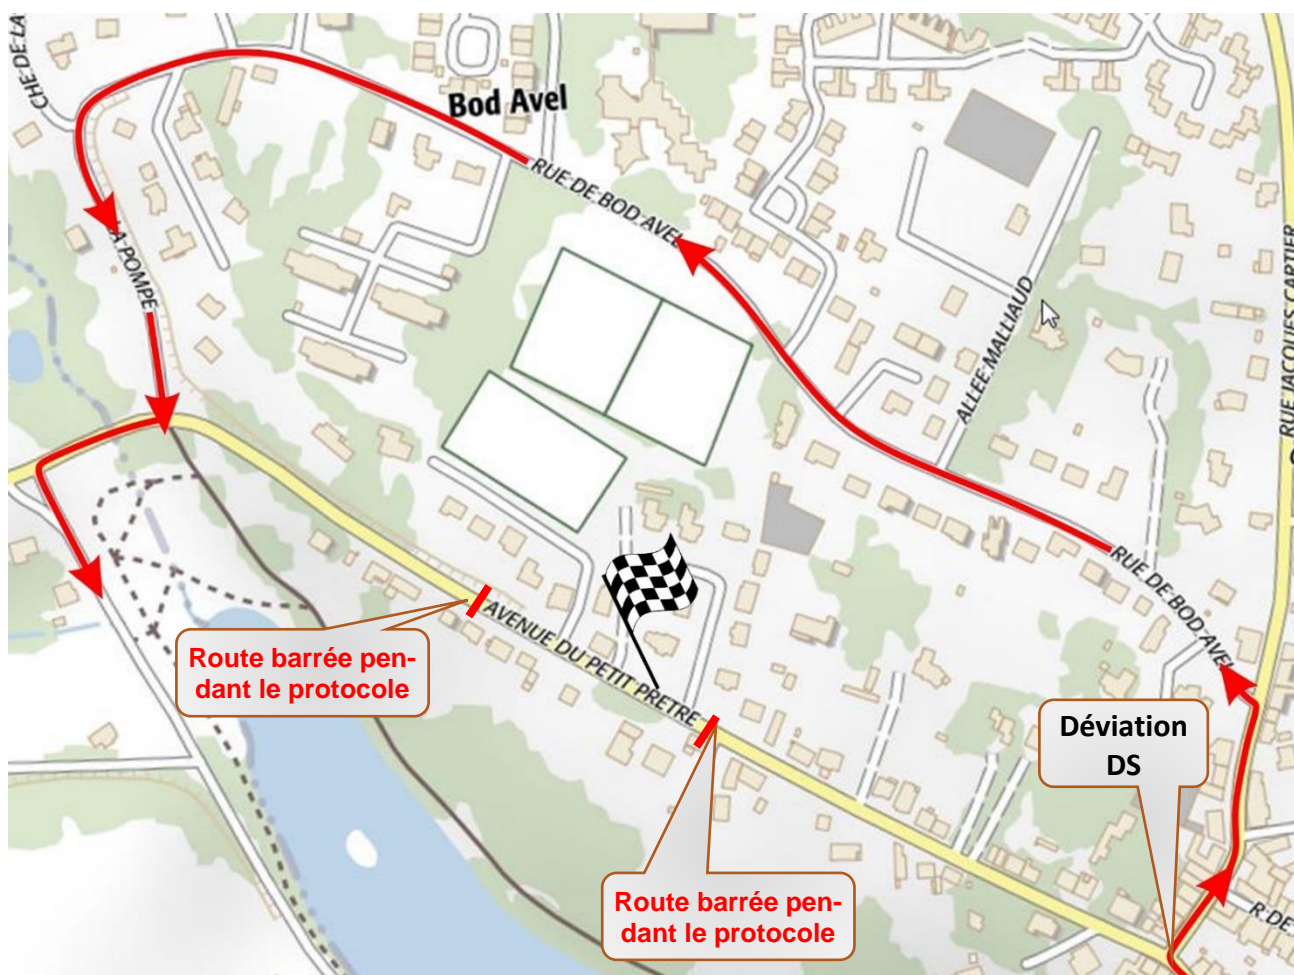 CHE DE LA
Bod Avel
RUE DE BOD AVEL
LA POMPE
ALLEE MALLIAUD
RUE JACQUES CARTIER
RUE DE BOD AVEL
AVENUE DU PETIT PRETRE
Route barrée pen-
dant le protocole
Déviation
DS
Route barrée pen-
dant le protocole
R DE